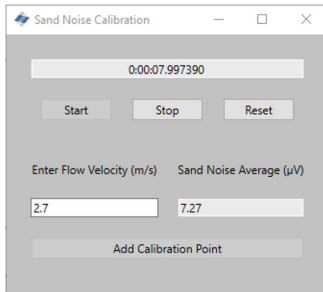 Sand Noise Calibration
0:00:07.997390
Start Stop Reset
Enter Flow Velocity (m/s) Sand Noise Average (μV)
2.7 7.27
Add Calibration Point